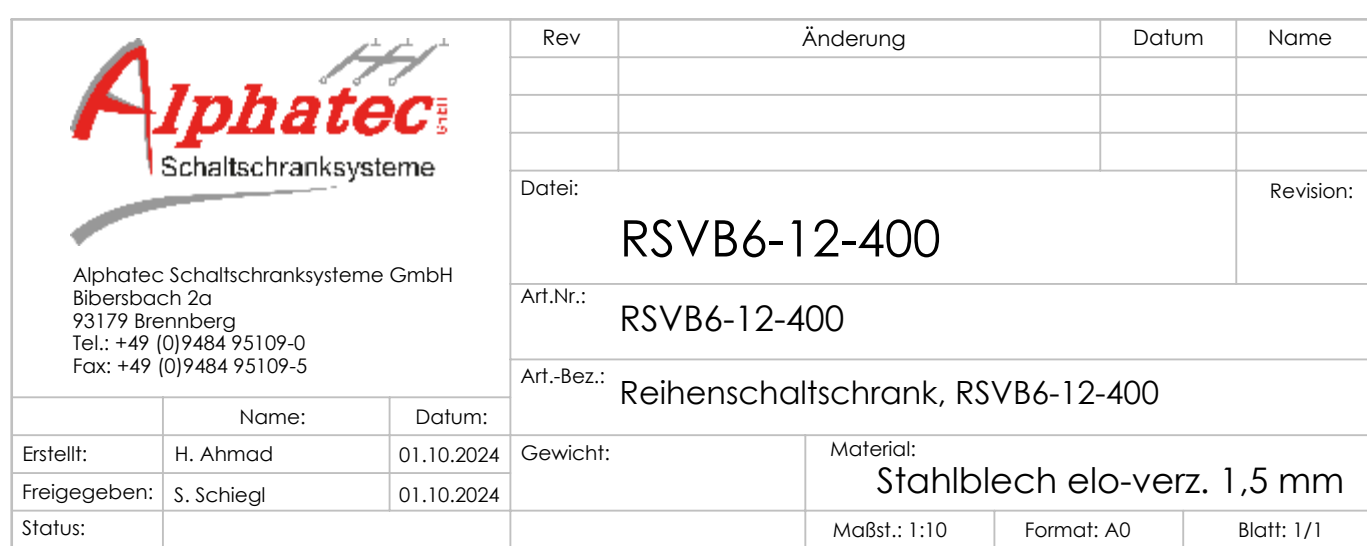 Alphatec GmbH
Schaltschranksysteme
Alphatec Schaltschranksysteme GmbH
Bibersbach 2a
93179 Brennberg
Tel.: +49 (0)9484 95109-0
Fax: +49 (0)9484 95109-5
Name: Datum:
Erstellt: H. Ahmad 01.10.2024
Freigegeben: S. Schiegl 01.10.2024
Status:
Rev Änderung Datum Name
Datei: Revision:
RSVB6-12-400
Art.Nr.: RSVB6-12-400
Art.-Bez.: Reihenschaltschrank, RSVB6-12-400
Gewicht: Material:
Stahlblech elo-verz. 1,5 mm
Maßst.: 1:10 Format: A0 Blatt: 1/1